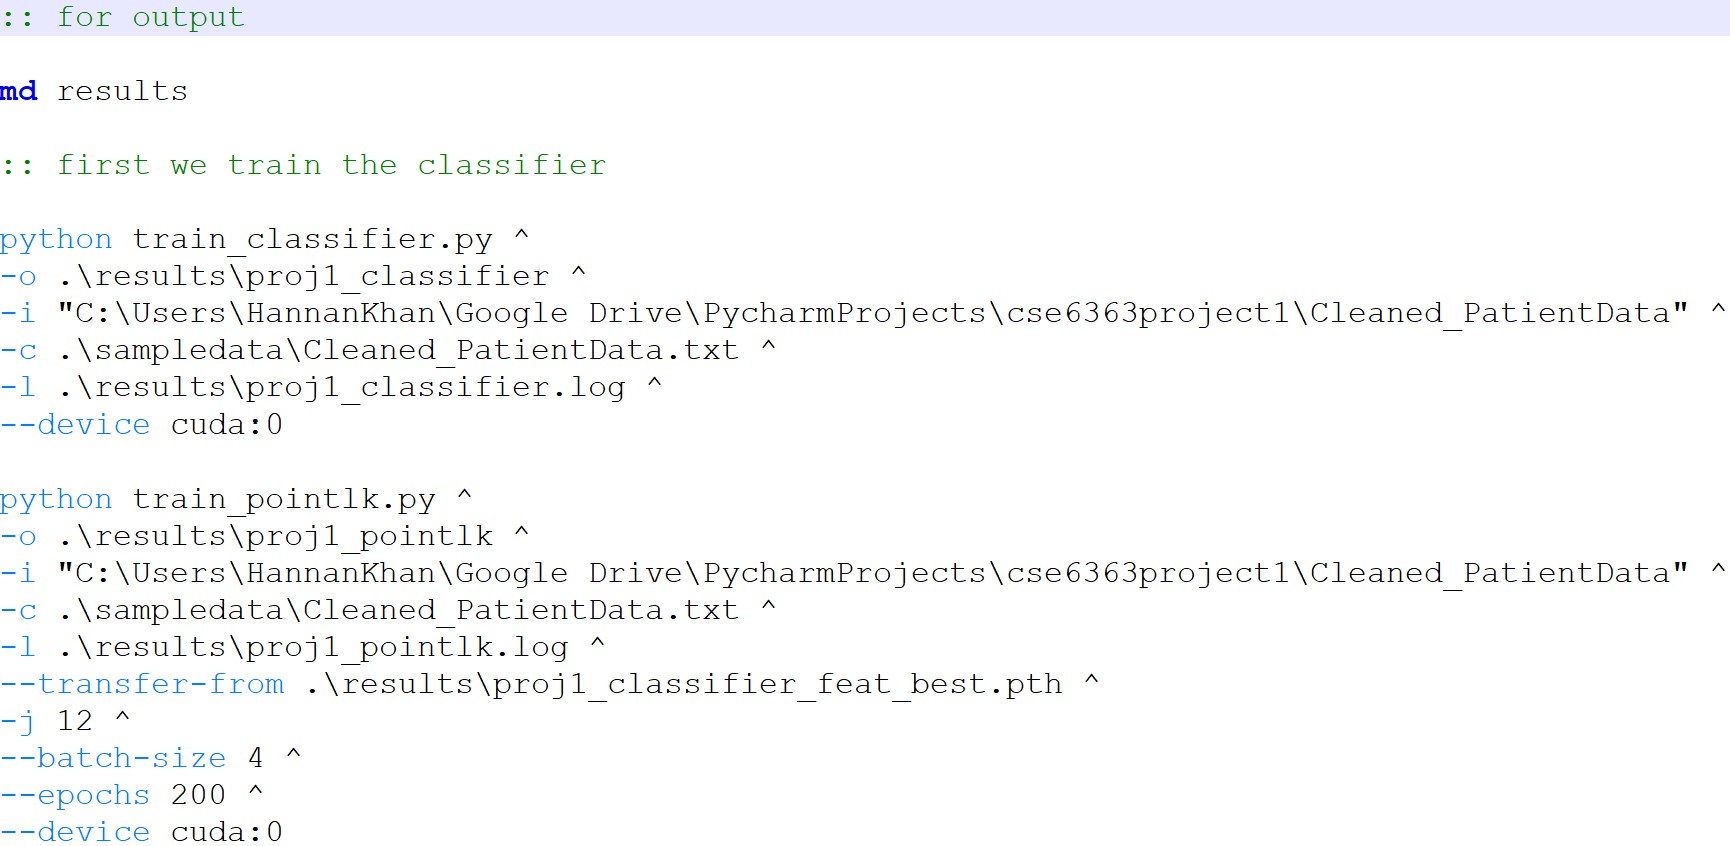 :: for output
md results
:: first we train the classifier
python train_classifier.py ^
-o .\results\proj1_classifier ^
-i "C:\Users\HannanKhan\Google Drive\PycharmProjects\cse6363project1\Cleaned_PatientData" ^
-c .\sampledata\Cleaned_PatientData.txt ^
-l .\results\proj1_classifier.log ^
--device cuda:0
python train_pointlk.py ^
-o .\results\proj1_pointlk ^
-i "C:\Users\HannanKhan\Google Drive\PycharmProjects\cse6363project1\Cleaned_PatientData" ^
-c .\sampledata\Cleaned_PatientData.txt ^
-l .\results\proj1_pointlk.log ^
--transfer-from .\results\proj1_classifier_feat_best.pth ^
-j 12 ^
--batch-size 4 ^
--epochs 200 ^
--device cuda:0